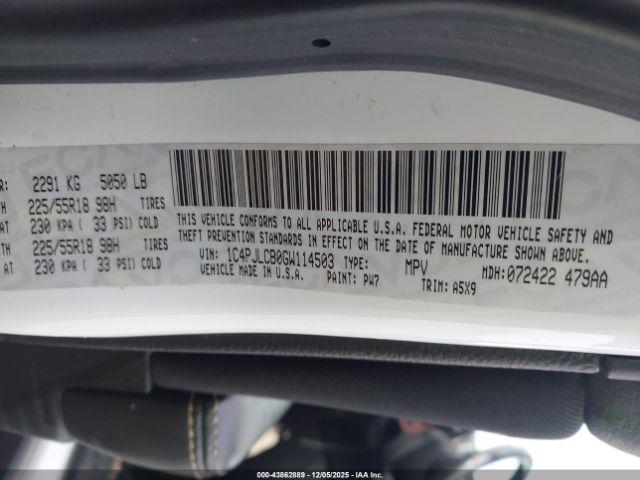 R: 2291 KG 5050 LB
TH 225/55R18 98H TIRES
AT 230 KPA ( 33 PSI) COLD
TH 225/55R18 98H TIRES
AT 230 KPA ( 33 PSI) COLD
THIS VEHICLE CONFORMS TO ALL APPLICABLE U.S.A. FEDERAL MOTOR VEHICLE SAFETY AND
THEFT PREVENTION STANDARDS IN EFFECT ON THE DATE OF MANUFACTURE SHOWN ABOVE.
VIN: 1C4PJLCB0GW114503 TYPE: MPV MDH:072422 479AA
VEHICLE MADE IN U.S.A. PAINT: PW7 TRIM: A5X9
000-43862889 12/05/2025 - IAA Inc.